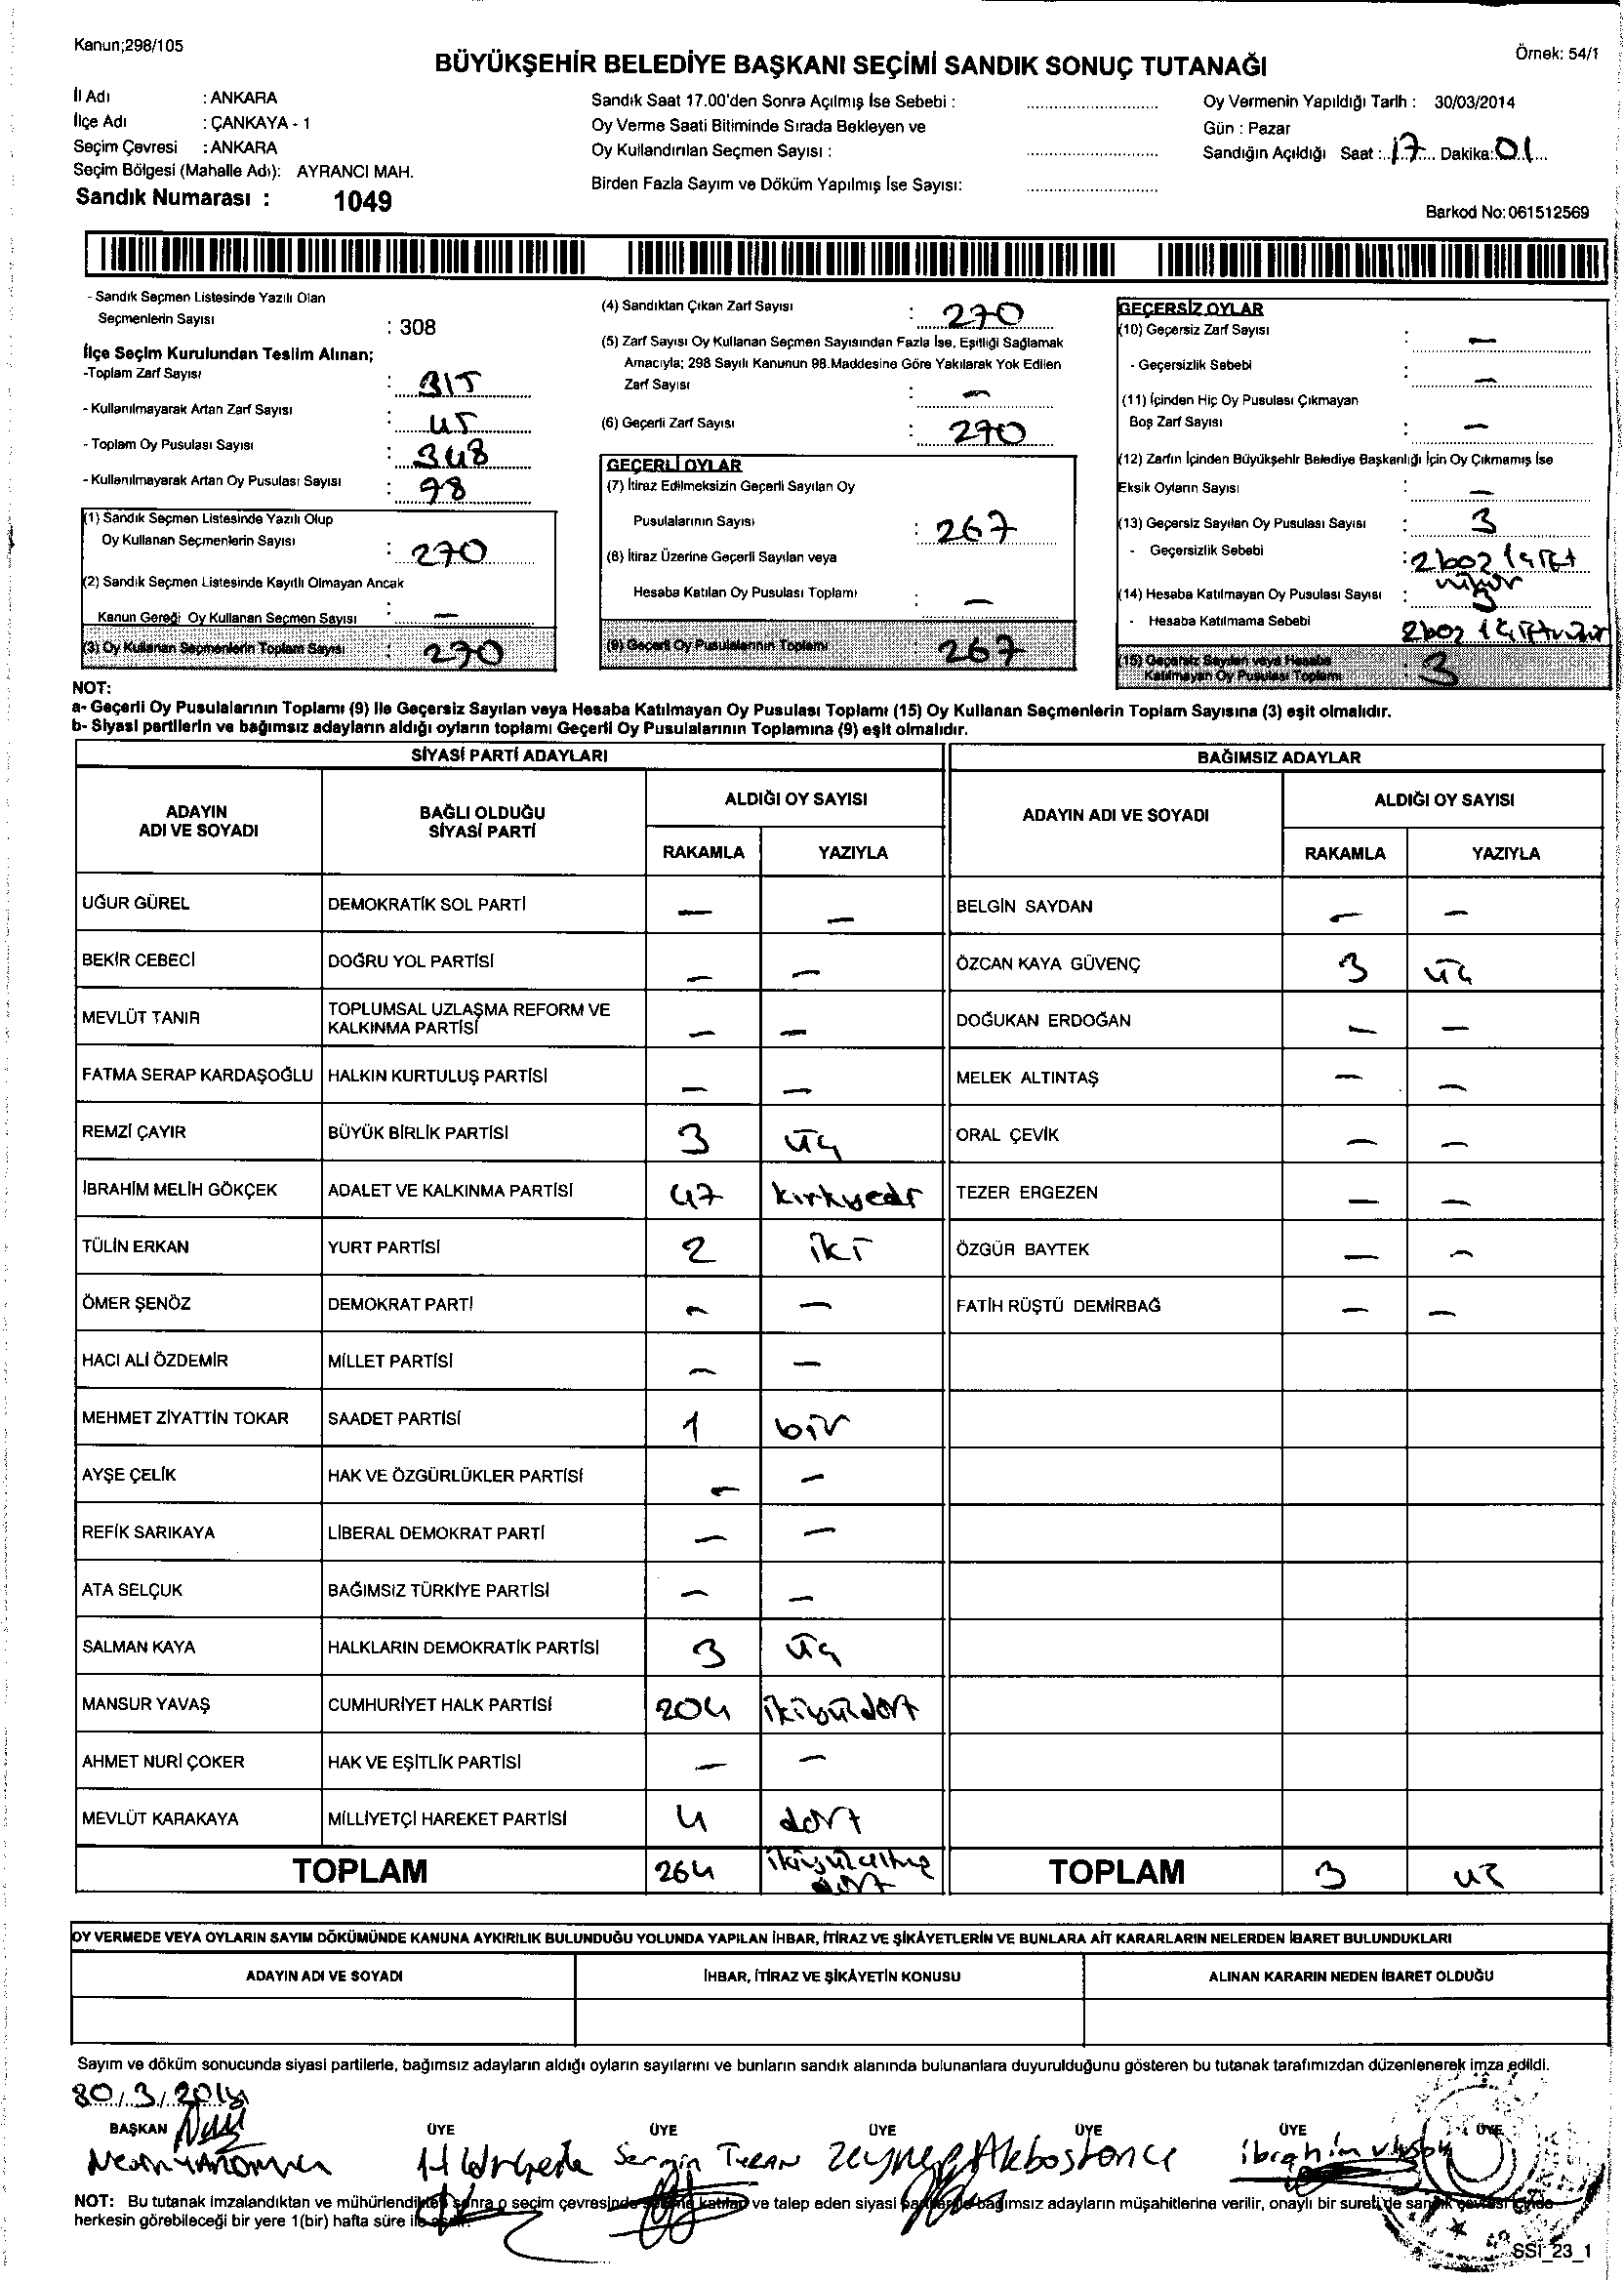 Kanun;298/105
Örnek: 54/1
BÜYÜKŞEHİR BELEDİYE BAŞKANI SEÇİMİ SANDIK SONUÇ TUTANAĞI
İl Adı : ANKARA
İlçe Adı : ÇANKAYA - 1
Seçim Çevresi : ANKARA
Seçim Bölgesi (Mahalle Adı): AYRANCI MAH.
Sandık Numarası : 1049
Sandık Saat 17.00'den Sonra Açılmış İse Sebebi :
Oy Verme Saati Bitiminde Sırada Bekleyen ve
Oy Kullandırılan Seçmen Sayısı :
Birden Fazla Sayım ve Döküm Yapılmış İse Sayısı:
Oy Vermenin Yapıldığı Tarih : 30/03/2014
Gün : Pazar
Sandığın Açıldığı Saat : 17 Dakika: 01
Barkod No:061512569
- Sandık Seçmen Listesinde Yazılı Olan
Seçmenlerin Sayısı : 308
İlçe Seçim Kurulundan Teslim Alınan;
-Toplam Zarf Sayısı : 315
- Kullanılmayarak Artan Zarf Sayısı : 45
- Toplam Oy Pusulası Sayısı : 348
- Kullanılmayarak Artan Oy Pusulası Sayısı : 98
(1) Sandık Seçmen Listesinde Yazılı Olup
Oy Kullanan Seçmenlerin Sayısı : 270
(2) Sandık Seçmen Listesinde Kayıtlı Olmayan Ancak
Kanun Gereği Oy Kullanan Seçmen Sayısı : -
(3) Oy Kullanan Seçmenlerin Toplam Sayısı : 270
(4) Sandıktan Çıkan Zarf Sayısı : 270
(5) Zarf Sayısı Oy Kullanan Seçmen Sayısından Fazla İse, Eşitliği Sağlamak
Amacıyla; 298 Sayılı Kanunun 98.Maddesine Göre Yakılarak Yok Edilen
Zarf Sayısı : -
(6) Geçerli Zarf Sayısı : 270
GEÇERLİ OYLAR
(7) İtiraz Edilmeksizin Geçerli Sayılan Oy
Pusulalarının Sayısı : 267
(8) İtiraz Üzerine Geçerli Sayılan veya
Hesaba Katılan Oy Pusulası Toplamı : -
(9) Geçerli Oy Pusulalarının Toplamı : 267
GEÇERSİZ OYLAR
(10) Geçersiz Zarf Sayısı : -
- Geçersizlik Sebebi : -
(11) İçinden Hiç Oy Pusulası Çıkmayan
Boş Zarf Sayısı : -
(12) Zarfın İçinden Büyükşehir Belediye Başkanlığı İçin Oy Çıkmamış İse
Eksik Oyların Sayısı : -
(13) Geçersiz Sayılan Oy Pusulası Sayısı : 3
- Geçersizlik Sebebi :
(14) Hesaba Katılmayan Oy Pusulası Sayısı : 3
- Hesaba Katılmama Sebebi
(15) Geçersiz Sayılan veya Hesaba
Katılmayan Oy Pusulası Toplamı : 3
NOT:
a- Geçerli Oy Pusulalarının Toplamı (9) ile Geçersiz Sayılan veya Hesaba Katılmayan Oy Pusulası Toplamı (15) Oy Kullanan Seçmenlerin Toplam Sayısına (3) eşit olmalıdır.
b- Siyasi partilerin ve bağımsız adayların aldığı oyların toplamı Geçerli Oy Pusulalarının Toplamına (9) eşit olmalıdır.
SİYASİ PARTİ ADAYLARI
BAĞIMSIZ ADAYLAR
ADAYIN ADI VE SOYADI
BAĞLI OLDUĞU SİYASİ PARTİ
ALDIĞI OY SAYISI
RAKAMLA YAZIYLA
ADAYIN ADI VE SOYADI
ALDIĞI OY SAYISI
RAKAMLA YAZIYLA
UĞUR GÜREL DEMOKRATİK SOL PARTİ - - BELGİN SAYDAN - -
BEKİR CEBECİ DOĞRU YOL PARTİSİ - - ÖZCAN KAYA GÜVENÇ 3 üç
MEVLÜT TANIR TOPLUMSAL UZLAŞMA REFORM VE KALKINMA PARTİSİ - - DOĞUKAN ERDOĞAN - -
FATMA SERAP KARDAŞOĞLU HALKIN KURTULUŞ PARTİSİ - - MELEK ALTINTAŞ - -
REMZİ ÇAYIR BÜYÜK BİRLİK PARTİSİ 3 üç ORAL ÇEVİK - -
İBRAHİM MELİH GÖKÇEK ADALET VE KALKINMA PARTİSİ 47 kırkyedi TEZER ERGEZEN - -
TÜLİN ERKAN YURT PARTİSİ 2 iki ÖZGÜR BAYTEK - -
ÖMER ŞENÖZ DEMOKRAT PARTİ - - FATİH RÜŞTÜ DEMİRBAĞ - -
HACI ALİ ÖZDEMİR MİLLET PARTİSİ - -
MEHMET ZİYATTİN TOKAR SAADET PARTİSİ 1 bir
AYŞE ÇELİK HAK VE ÖZGÜRLÜKLER PARTİSİ - -
REFİK SARIKAYA LİBERAL DEMOKRAT PARTİ - -
ATA SELÇUK BAĞIMSIZ TÜRKİYE PARTİSİ - -
SALMAN KAYA HALKLARIN DEMOKRATİK PARTİSİ 3 üç
MANSUR YAVAŞ CUMHURİYET HALK PARTİSİ 204 ikiyüzdört
AHMET NURİ ÇOKER HAK VE EŞİTLİK PARTİSİ - -
MEVLÜT KARAKAYA MİLLİYETÇİ HAREKET PARTİSİ 4 dört
TOPLAM 264 ikiyüzaltmış dört TOPLAM 3 üç
OY VERMEDE VEYA OYLARIN SAYIM DÖKÜMÜNDE KANUNA AYKIRILIK BULUNDUĞU YOLUNDA YAPILAN İHBAR, İTİRAZ VE ŞİKÂYETLERİN VE BUNLARA AİT KARARLARIN NELERDEN İBARET BULUNDUKLARI
ADAYIN ADI VE SOYADI İHBAR, İTİRAZ VE ŞİKÂYETİN KONUSU ALINAN KARARIN NEDEN İBARET OLDUĞU
Sayım ve döküm sonucunda siyasi partilerle, bağımsız adayların aldığı oyların sayılarını ve bunların sandık alanında bulunanlara duyurulduğunu gösteren bu tutanak tarafımızdan düzenlenerek imza edildi.
30/3/2014
BAŞKAN ÜYE ÜYE ÜYE ÜYE ÜYE ÜYE
Sergin Turan Zeynep Akbostancı ibrahim
NOT: Bu tutanak imzalandıktan ve mühürlendikten sonra o seçim çevresinde seçime katılan ve talep eden siyasi bağımsız adayların müşahitlerine verilir, onaylı bir sureti de sandık çevresi içinde
herkesin görebileceği bir yere 1(bir) hafta süre ile
SSİ_23_1